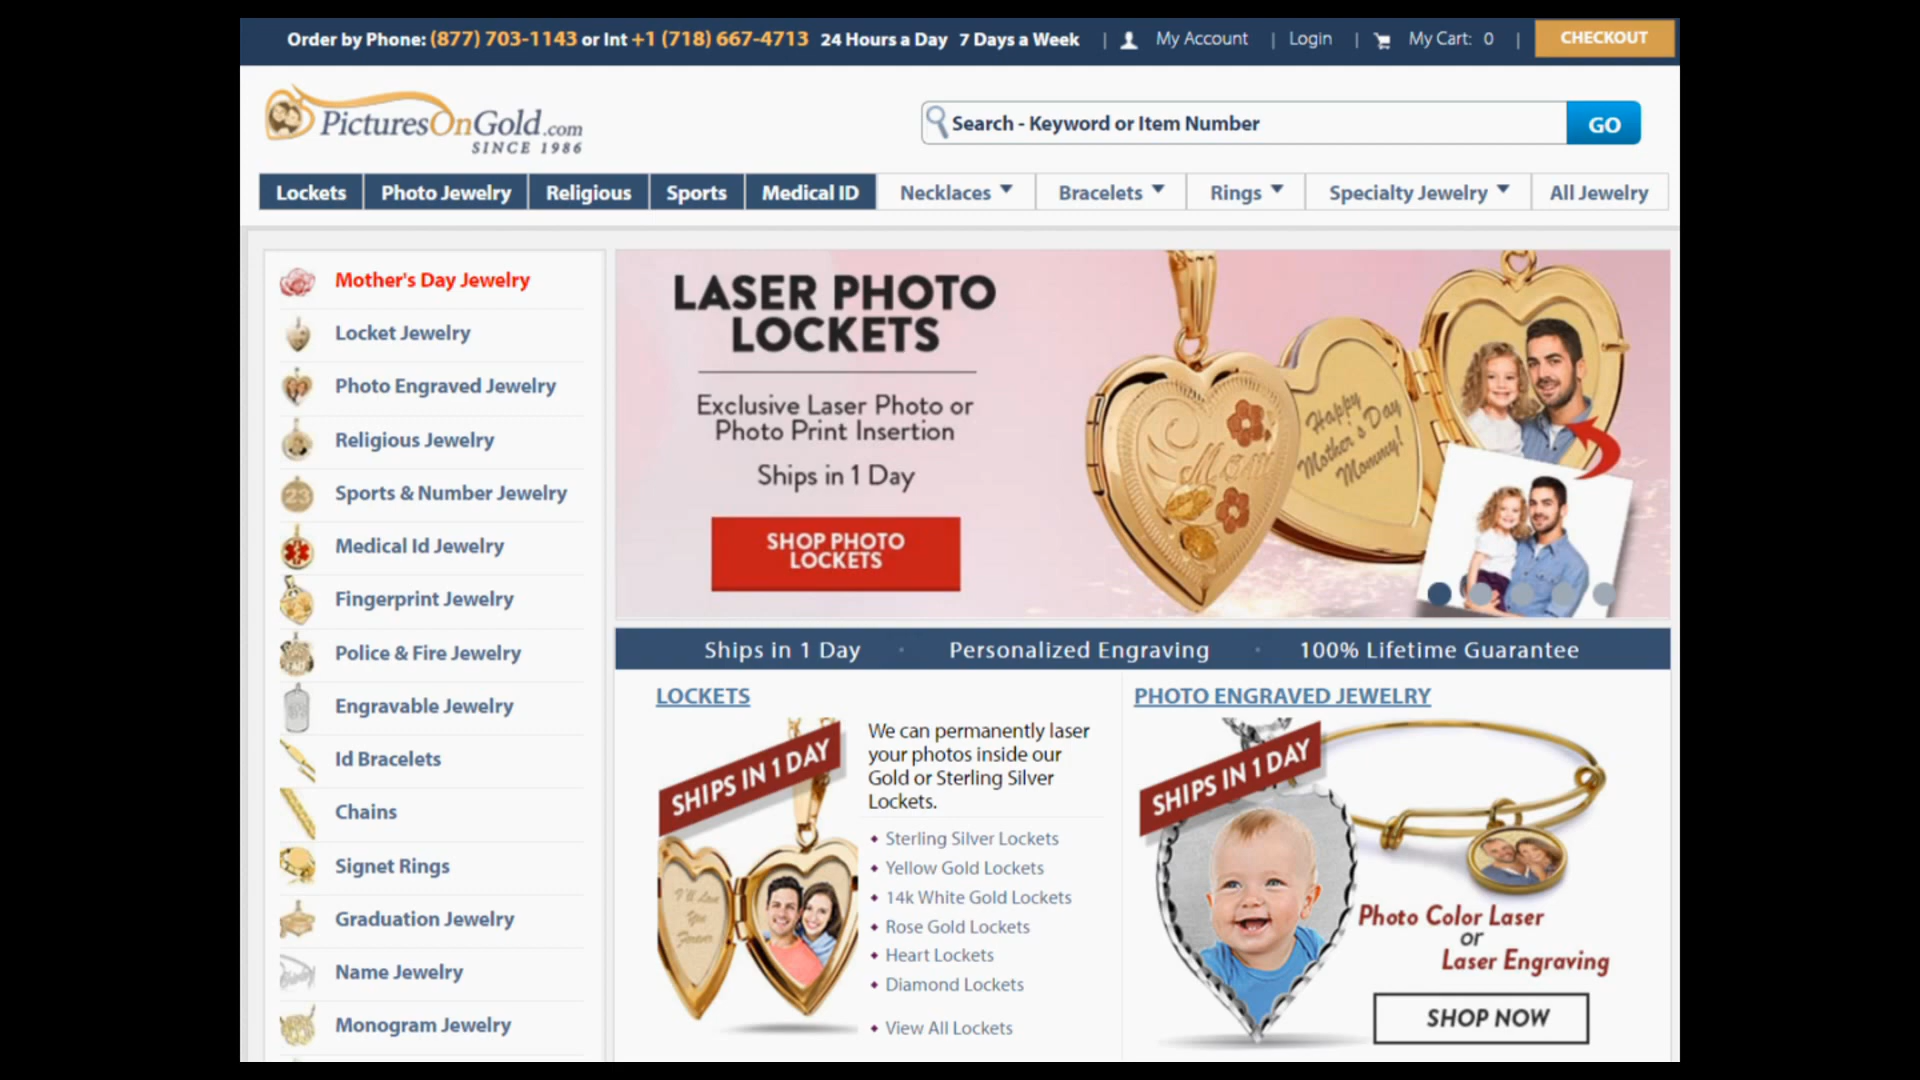 Order by Phone: (877) 703-1143 or Int +1 (718) 667-4713 24 Hours a Day 7 Days a Week | My Account | Login | My Cart: 0 | CHECKOUT
PicturesOnGold.com
SINCE 1986
Search - Keyword or Item Number GO
Lockets Photo Jewelry Religious Sports Medical ID Necklaces Bracelets Rings Specialty Jewelry All Jewelry
Mother's Day Jewelry
Locket Jewelry
Photo Engraved Jewelry
Religious Jewelry
23
Sports & Number Jewelry
Medical Id Jewelry
Fingerprint Jewelry
Police & Fire Jewelry
Engravable Jewelry
Id Bracelets
Chains
Signet Rings
Graduation Jewelry
Name Jewelry
Monogram Jewelry
LASER PHOTO
LOCKETS
Exclusive Laser Photo or
Photo Print Insertion
Ships in 1 Day
SHOP PHOTO
LOCKETS
Mom
Happy
Mother's Day
Mommy!
Ships in 1 Day • Personalized Engraving • 100% Lifetime Guarantee
LOCKETS
SHIPS IN 1 DAY
I'll Love
You
Forever
We can permanently laser
your photos inside our
Gold or Sterling Silver
Lockets.
Sterling Silver Lockets
Yellow Gold Lockets
14k White Gold Lockets
Rose Gold Lockets
Heart Lockets
Diamond Lockets
View All Lockets
PHOTO ENGRAVED JEWELRY
SHIPS IN 1 DAY
Photo Color Laser
or
Laser Engraving
SHOP NOW